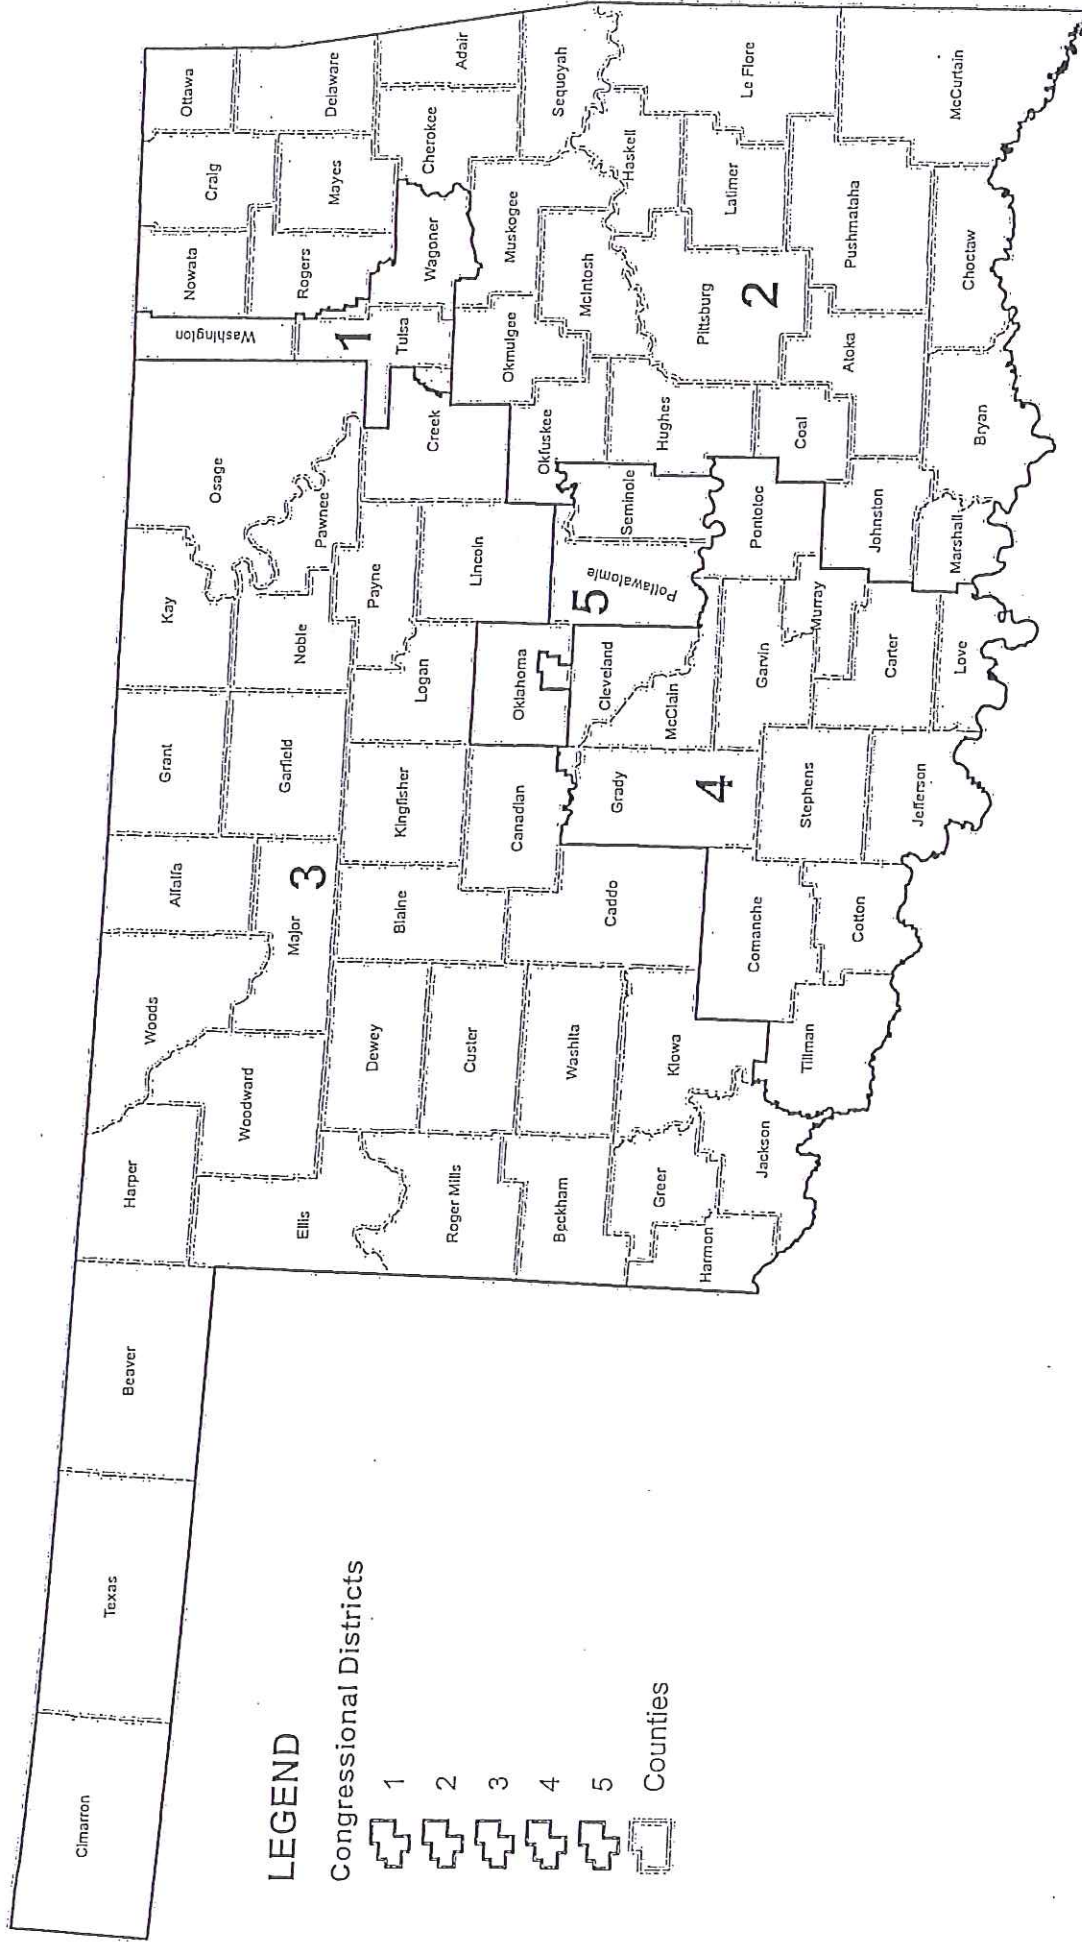 Cimarron
Texas
Beaver
Harper
Woods
Alfalfa
Grant
Kay
Osage
Washington
Nowata
Craig
Ottawa
Ellis
Woodward
Major
Garfield
Noble
Pawnee
Rogers
Mayes
Delaware
3
1
Tulsa
Wagoner
Cherokee
Adair
Roger Mills
Dewey
Custer
Blaine
Kingfisher
Logan
Payne
Lincoln
Creek
Okmulgee
Muskogee
Sequoyah
Beckham
Washita
Caddo
Canadian
Oklahoma
5
Pottawatomie
Seminole
Okfuskee
Hughes
McIntosh
Haskell
Greer
Kiowa
Grady
McClain
Cleveland
Harmon
Jackson
Tillman
Comanche
Cotton
4
Stephens
Jefferson
Garvin
Murray
Carter
Love
Pontotoc
Johnston
Marshall
Coal
Pittsburg
2
Latimer
Le Flore
Atoka
Pushmataha
Bryan
Choctaw
McCurtain
LEGEND
Congressional Districts
1
2
3
4
5
Counties